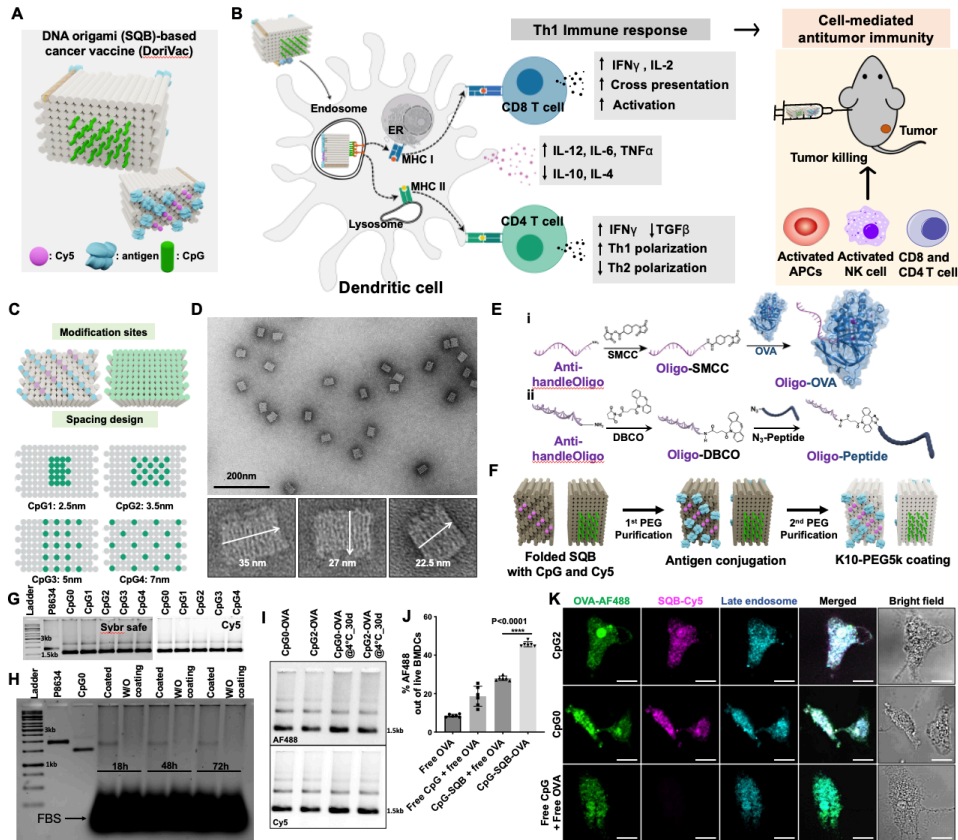 A
DNA origami (SQB)-based
cancer vaccine (DoriVac)
: Cy5
: antigen
: CpG
B
Th1 Immune response
Cell-mediated
antitumor immunity
Endosome
ER
MHC I
MHC II
Lysosome
Dendritic cell
CD8 T cell
↑ IFNγ , IL-2
↑ Cross presentation
↑ Activation
↑ IL-12, IL-6, TNFα
↓ IL-10, IL-4
CD4 T cell
↑ IFNγ ↓TGFβ
↑ Th1 polarization
↓ Th2 polarization
Tumor
Tumor killing
Activated
APCs
Activated
NK cell
CD8 and
CD4 T cell
C
Modification sites
Spacing design
CpG1: 2.5nm
CpG2: 3.5nm
CpG3: 5nm
CpG4: 7nm
D
200nm
35 nm
27 nm
22.5 nm
E
i
Anti-
handleOligo
SMCC
Oligo-SMCC
OVA
Oligo-OVA
ii
Anti-
handleOligo
DBCO
Oligo-DBCO
N₃
N₃-Peptide
Oligo-Peptide
F
Folded SQB
with CpG and Cy5
1st PEG
Purification
Antigen conjugation
2nd PEG
Purification
K10-PEG5k coating
G
Ladder
P8634
CpG0
CpG1
CpG2
CpG3
CpG4
CpG0
CpG1
CpG2
CpG3
CpG4
Sybr safe
Cy5
3kb
1.5kb
H
Ladder
P8634
CpG0
Coated
W/O
coating
Coated
W/O
coating
Coated
W/O
coating
3kb
1kb
18h
48h
72h
FBS
I
CpG0-OVA
CpG2-OVA
CpG0-OVA
@4°C_30d
CpG2-OVA
@4°C_30d
AF488
1.5kb
Cy5
1.5kb
J
P<0.0001
****
% AF488
out of live BMDCs
80
60
40
20
0
Free OVA
Free CpG + free OVA
CpG-SQB + free OVA
CpG-SQB-OVA
K
OVA-AF488
SQB-Cy5
Late endosome
Merged
Bright field
CpG2
CpG0
Free CpG
+ Free OVA